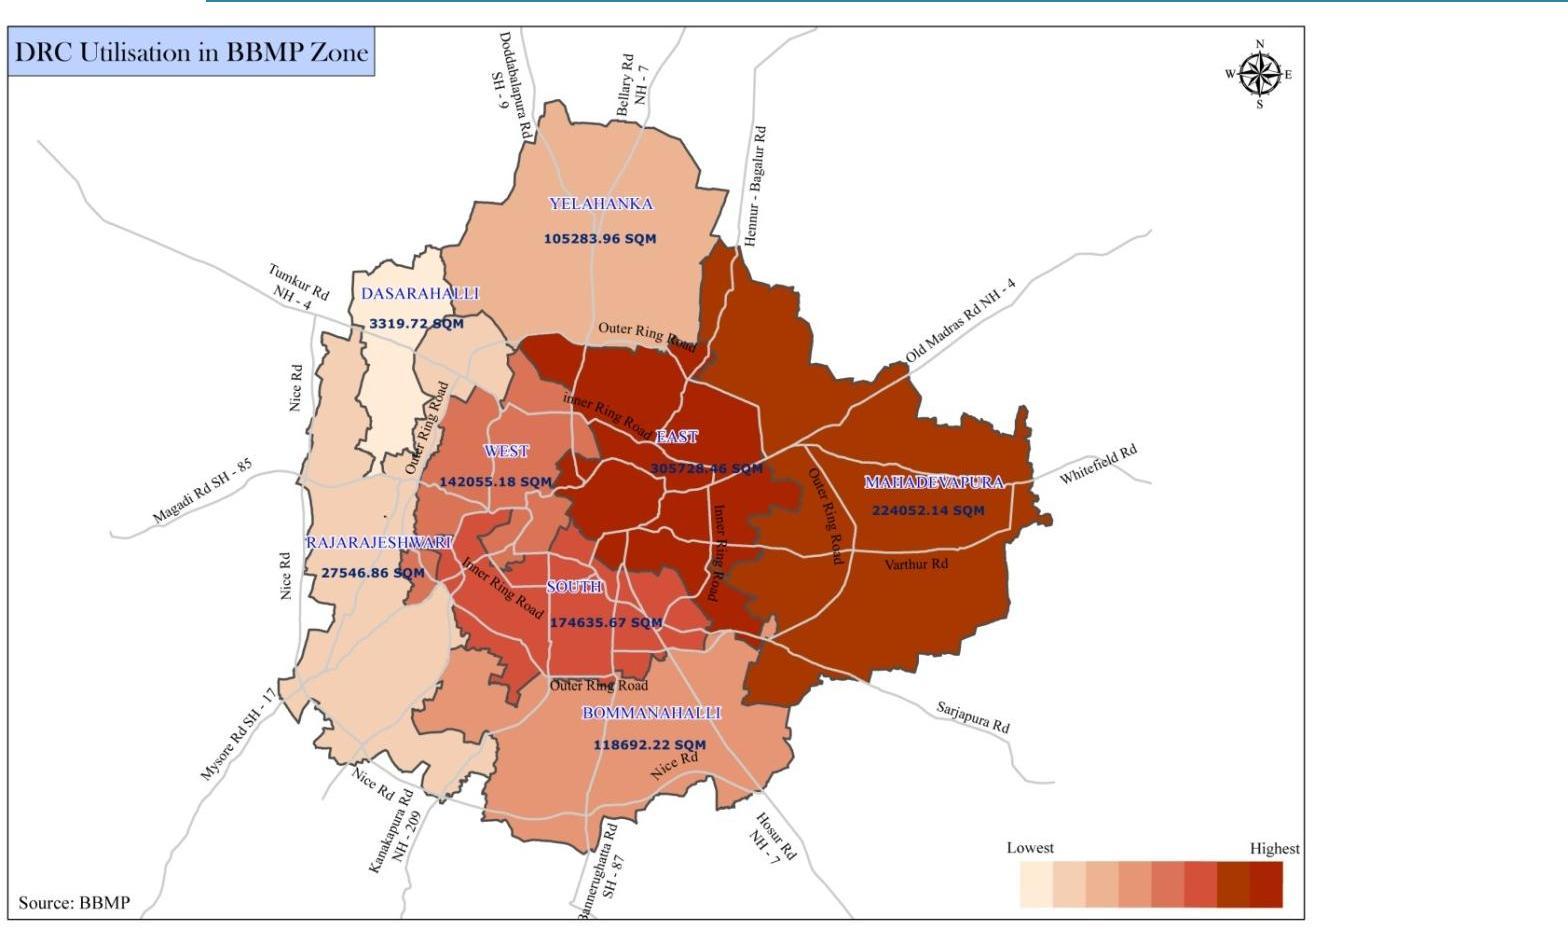 DRC Utilisation in BBMP Zone
N
W E
S
Doddabalapura Rd
SH - 9
Bellary Rd
NH - 7
Hennur - Bagalur Rd
YELAHANKA
105283.96 SQM
Tumkur Rd
NH - 4
DASARAHALLI
3319.72 SQM
Outer Ring Road
Old Madras Rd NH - 4
Nice Rd
Outer Ring Road
inner Ring Road
WEST
142055.18 SQM
EAST
305728.46 SQM
MAHADEVAPURA
224052.14 SQM
Whitefield Rd
Magadi Rd SH - 85
Outer Ring Road
Inner Ring Road
RAJARAJESHWARI
27546.86 SQM
Nice Rd
Inner Ring Road
SOUTH
174635.67 SQM
Varthur Rd
Outer Ring Road
BOMMANAHALLI
118692.22 SQM
Nice Rd
Sarjapura Rd
Mysore Rd SH - 17
Nice Rd
Kanakapura Rd
NH - 209
Bannerughatta Rd
SH - 87
Hosur Rd
NH - 7
Lowest Highest
Source: BBMP